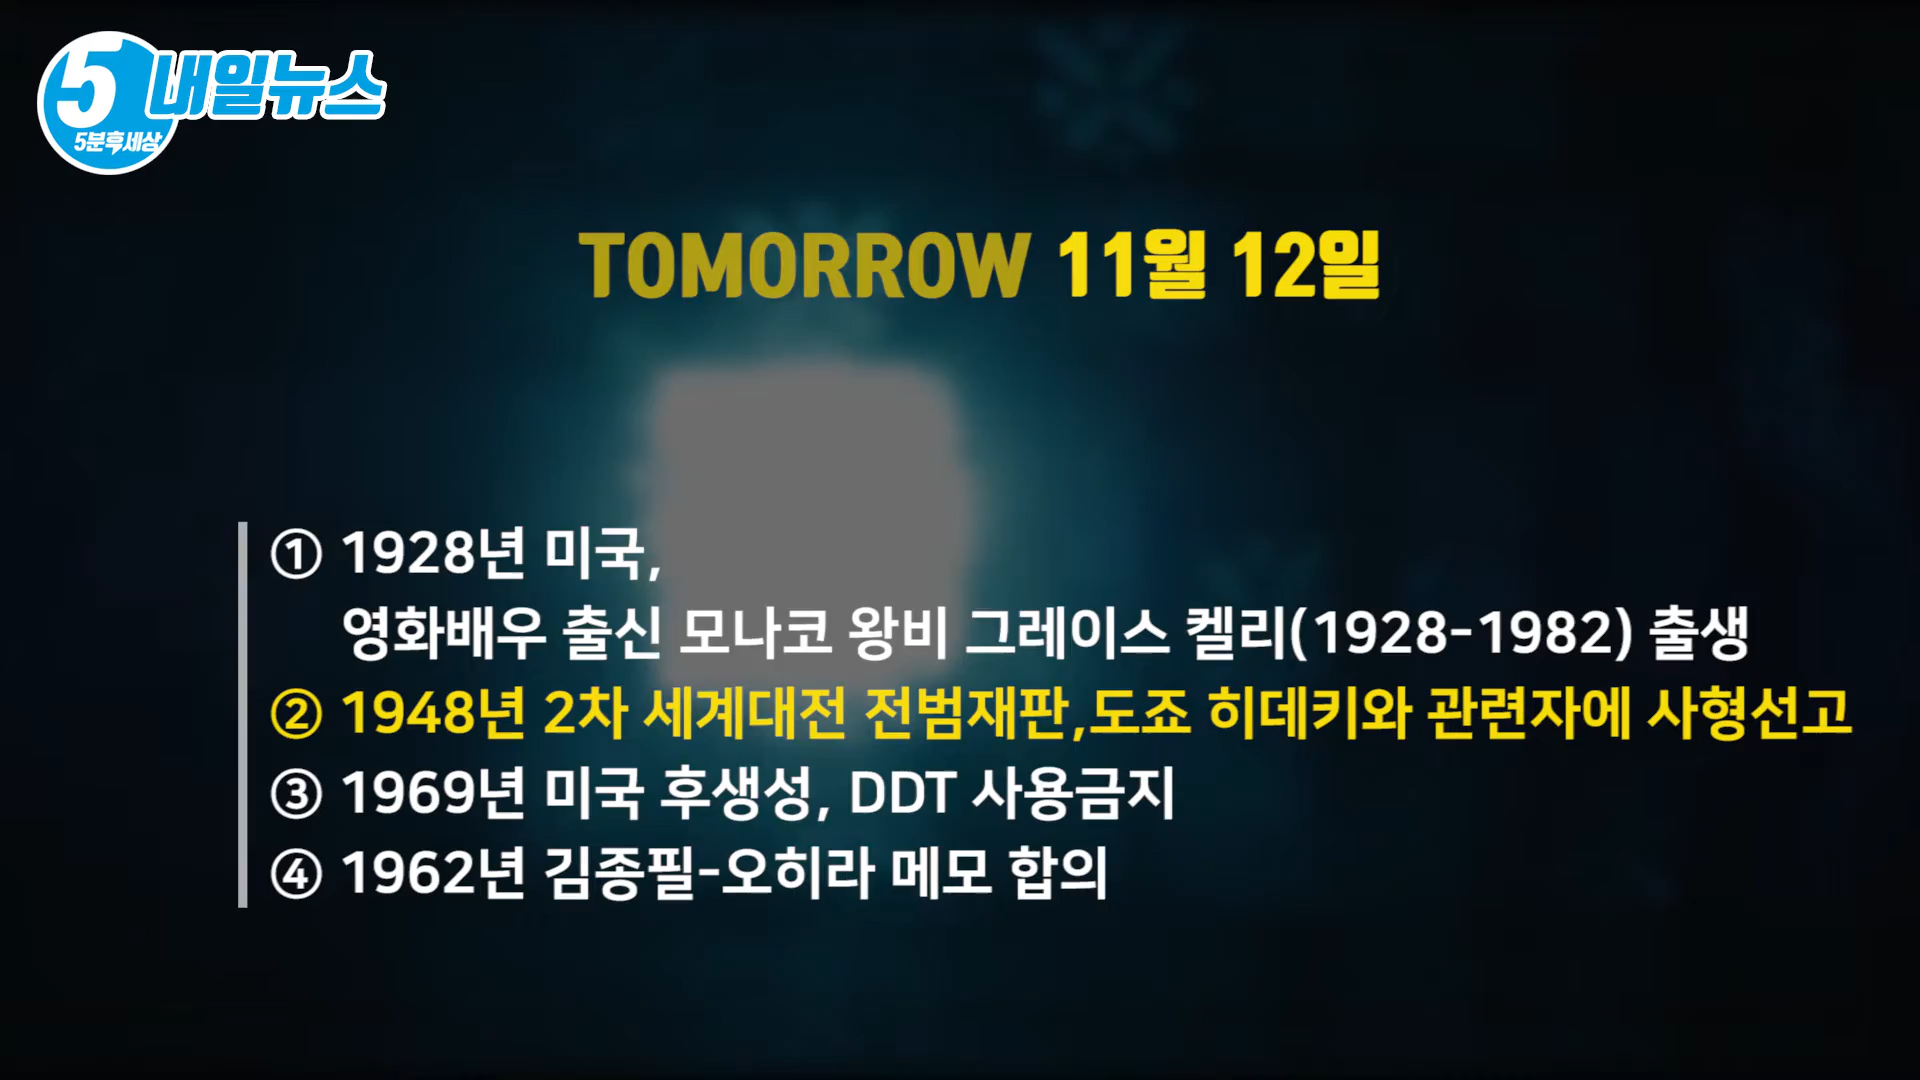 5 내일뉴스
5분후세상
TOMORROW 11월 12일
① 1928년 미국,
영화배우 출신 모나코 왕비 그레이스 켈리(1928-1982) 출생
② 1948년 2차 세계대전 전범재판,도죠 히데키와 관련자에 사형선고
③ 1969년 미국 후생성, DDT 사용금지
④ 1962년 김종필-오히라 메모 합의